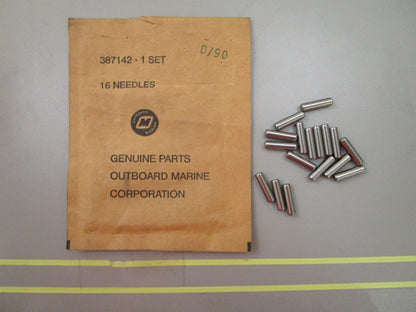 387142 - 1 SET
D/90
16 NEEDLES
GENUINE PARTS
OUTBOARD MARINE
CORPORATION